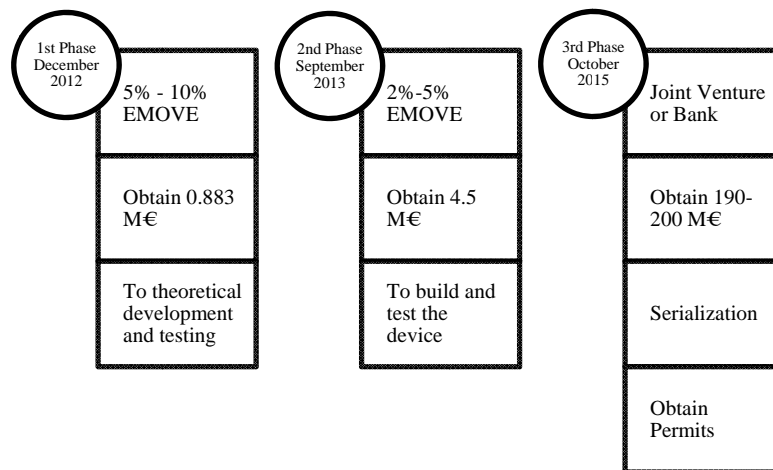 1st Phase
December
2012
5% - 10%
EMOVE
Obtain 0.883
M€
To theoretical
development
and testing
2nd Phase
September
2013
2%-5%
EMOVE
Obtain 4.5
M€
To build and
test the
device
3rd Phase
October
2015
Joint Venture
or Bank
Obtain 190-
200 M€
Serialization
Obtain
Permits